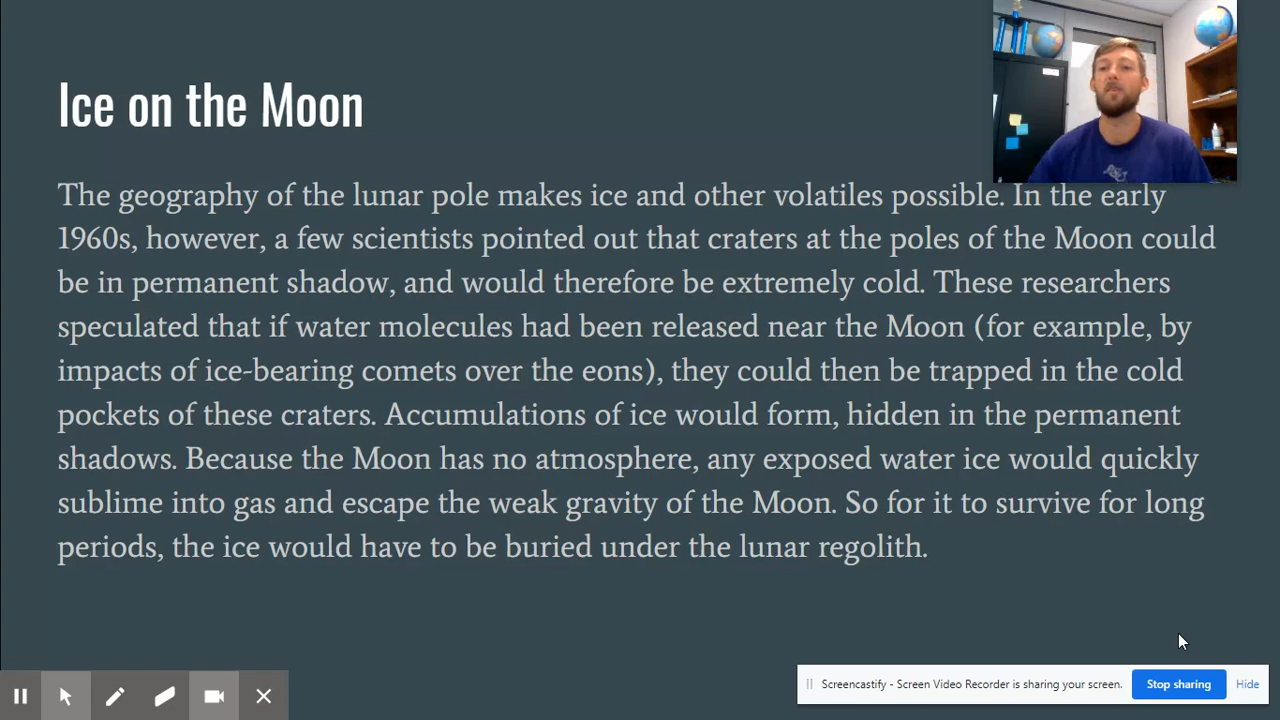 Ice on the Moon
The geography of the lunar pole makes ice and other volatiles possible. In the early
1960s, however, a few scientists pointed out that craters at the poles of the Moon could
be in permanent shadow, and would therefore be extremely cold. These researchers
speculated that if water molecules had been released near the Moon (for example, by
impacts of ice-bearing comets over the eons), they could then be trapped in the cold
pockets of these craters. Accumulations of ice would form, hidden in the permanent
shadows. Because the Moon has no atmosphere, any exposed water ice would quickly
sublime into gas and escape the weak gravity of the Moon. So for it to survive for long
periods, the ice would have to be buried under the lunar regolith.
Screencastify - Screen Video Recorder is sharing your screen. Stop sharing Hide